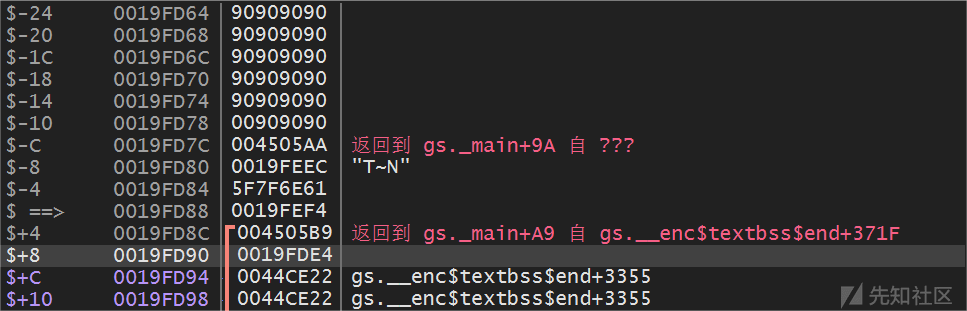 $-24 0019FD64 90909090
$-20 0019FD68 90909090
$-1C 0019FD6C 90909090
$-18 0019FD70 90909090
$-14 0019FD74 90909090
$-10 0019FD78 00909090
$-C 0019FD7C 004505AA 返回到 gs._main+9A 自 ???
$-8 0019FD80 0019FEEC "T~N"
$-4 0019FD84 5F7F6E61
$ ==> 0019FD88 0019FEF4
$+4 0019FD8C 004505B9 返回到 gs._main+A9 自 gs.__enc$textbss$end+371F
$+8 0019FD90 0019FDE4
$+C 0019FD94 0044CE22 gs.__enc$textbss$end+3355
$+10 0019FD98 0044CE22 gs.__enc$textbss$end+3355
先知社区